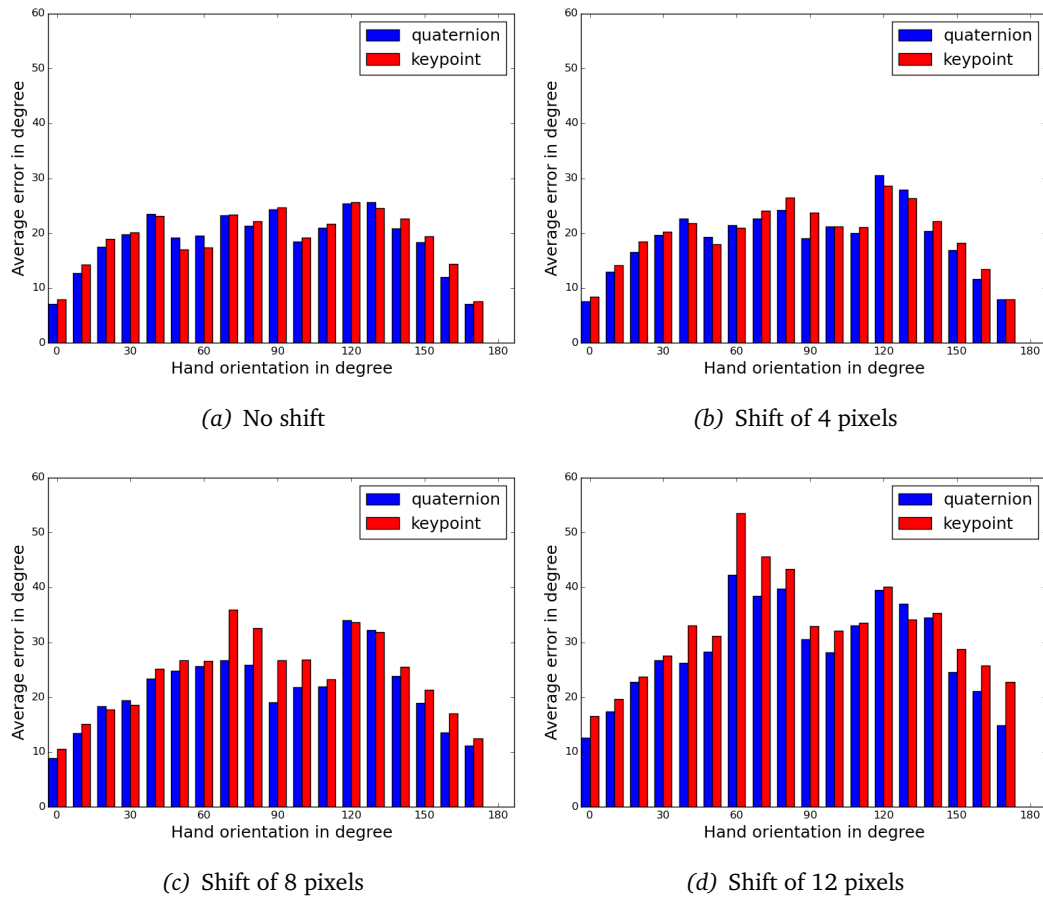 60
50
40
30
20
10
0
Average error in degree
quaternion
keypoint
0 30 60 90 120 150 180
Hand orientation in degree
(a) No shift
60
50
40
30
20
10
0
Average error in degree
quaternion
keypoint
0 30 60 90 120 150 180
Hand orientation in degree
(b) Shift of 4 pixels
60
50
40
30
20
10
0
Average error in degree
quaternion
keypoint
0 30 60 90 120 150 180
Hand orientation in degree
(c) Shift of 8 pixels
60
50
40
30
20
10
0
Average error in degree
quaternion
keypoint
0 30 60 90 120 150 180
Hand orientation in degree
(d) Shift of 12 pixels